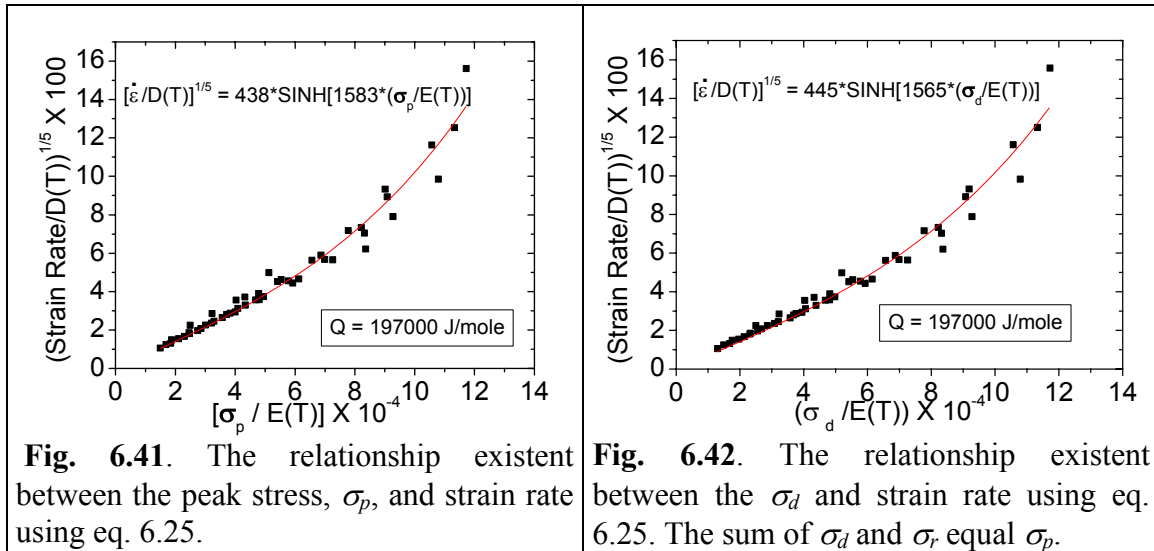 (Strain Rate/D(T))^1/5 X 100
16
14
12
10
8
6
4
2
0
[ε̇/D(T)]^1/5 = 438*SINH[1583*(σp/E(T))]
Q = 197000 J/mole
0 2 4 6 8 10 12 14
[σp / E(T)] X 10^-4
Fig. 6.41. The relationship existent
between the peak stress, σp, and strain rate
using eq. 6.25.
(Strain Rate/D(T))^1/5 X 100
16
14
12
10
8
6
4
2
0
[ε̇/D(T)]^1/5 = 445*SINH[1565*(σd/E(T))]
Q = 197000 J/mole
0 2 4 6 8 10 12 14
(σd /E(T)) X 10^-4
Fig. 6.42. The relationship existent
between the σd and strain rate using eq.
6.25. The sum of σd and σr equal σp.